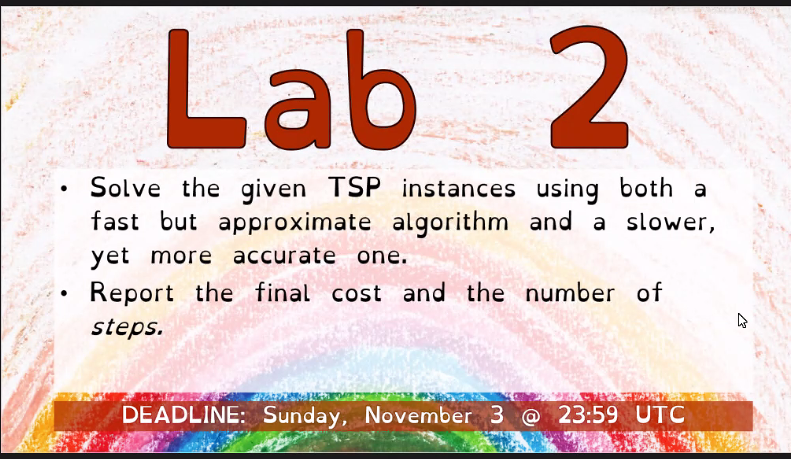 Lab 2
• Solve the given TSP instances using both a
fast but approximate algorithm and a slower,
yet more accurate one.
• Report the final cost and the number of
steps.
DEADLINE: Sunday, November 3 @ 23:59 UTC